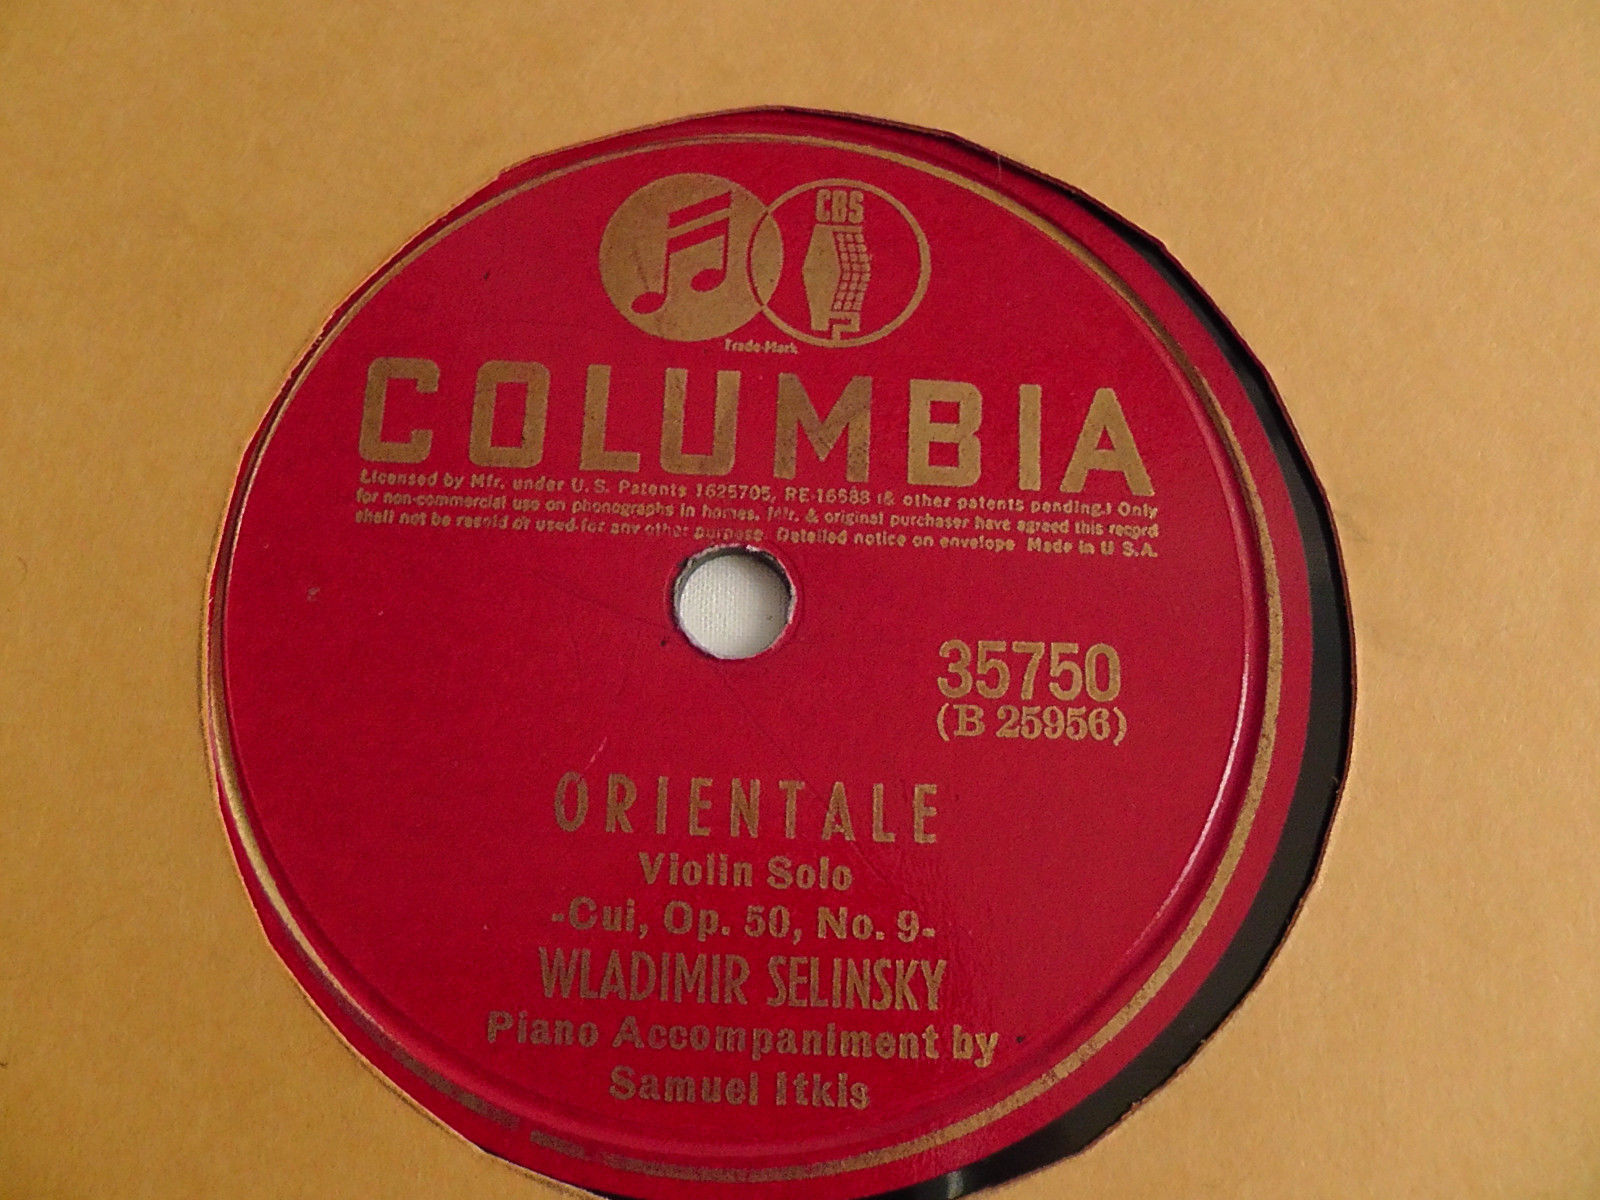 CBS
Trade-Mark
COLUMBIA
Licensed by Mfr. under U. S. Patents 1625705, RE-16588 (& other patents pending.) Only
for non-commercial use on phonographs in homes. Mfr. & original purchaser have agreed this record
shall not be resold or used for any other purpose. Detailed notice on envelope Made in U S.A.
35750
(B 25956)
ORIENTALE
Violin Solo
-Cui, Op. 50, No. 9-
WLADIMIR SELINSKY
Piano Accompaniment by
Samuel Itkis